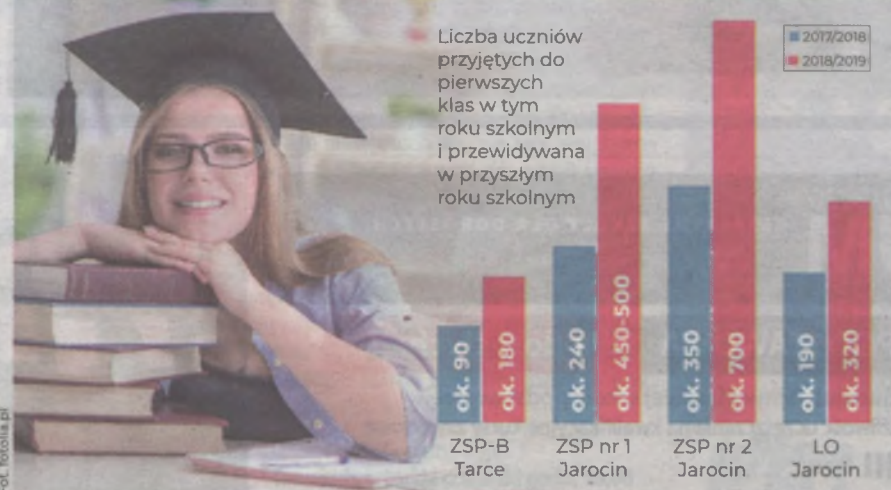 Liczba uczniów
przyjętych do
pierwszych
klas w tym
roku szkolnym
i przewidywana
w przyszłym
roku szkolnym
2017/2018
2018/2019
ok. 90
ok. 180
ok. 240
ok. 450-500
ok. 350
ok. 700
ok. 190
ok. 320
ZSP-B
Tarce
ZSP nr 1
Jarocin
ZSP nr 2
Jarocin
LO
Jarocin
fotolia.pl